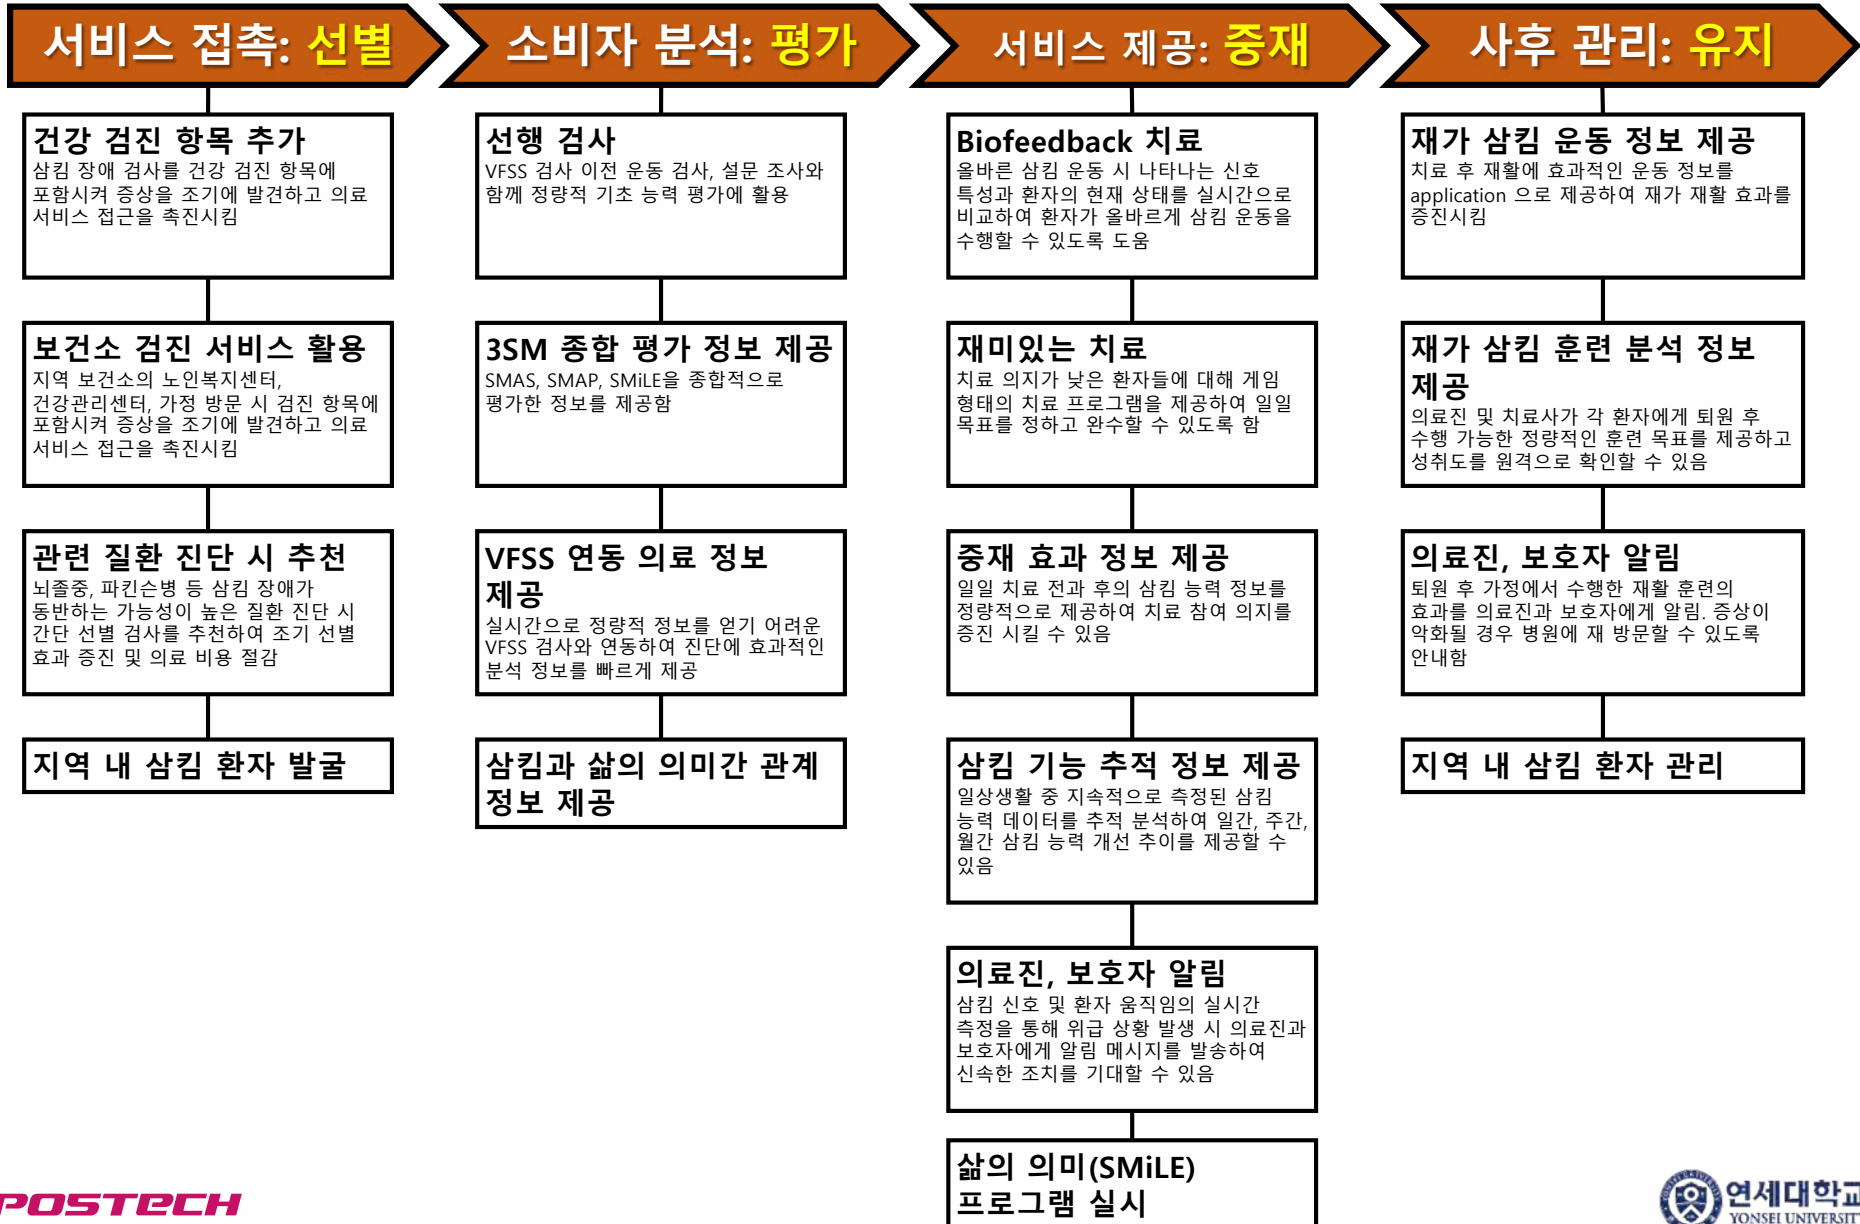 서비스 접촉: 선별
건강 검진 항목 추가
삼킴 장애 검사를 건강 검진 항목에
포함시켜 증상을 조기에 발견하고 의료
서비스 접근을 촉진시킴
보건소 검진 서비스 활용
지역 보건소의 노인복지센터,
건강관리센터, 가정 방문 시 검진 항목에
포함시켜 증상을 조기에 발견하고 의료
서비스 접근을 촉진시킴
관련 질환 진단 시 추천
뇌졸중, 파킨슨병 등 삼킴 장애가
동반하는 가능성이 높은 질환 진단 시
간단 선별 검사를 추천하여 조기 선별
효과 증진 및 의료 비용 절감
지역 내 삼킴 환자 발굴
소비자 분석: 평가
선행 검사
VFSS 검사 이전 운동 검사, 설문 조사와
함께 정량적 기초 능력 평가에 활용
3SM 종합 평가 정보 제공
SMAS, SMAP, SMiLE을 종합적으로
평가한 정보를 제공함
VFSS 연동 의료 정보
제공
실시간으로 정량적 정보를 얻기 어려운
VFSS 검사와 연동하여 진단에 효과적인
분석 정보를 빠르게 제공
삼킴과 삶의 의미간 관계
정보 제공
서비스 제공: 중재
Biofeedback 치료
올바른 삼킴 운동 시 나타나는 신호
특성과 환자의 현재 상태를 실시간으로
비교하여 환자가 올바르게 삼킴 운동을
수행할 수 있도록 도움
재미있는 치료
치료 의지가 낮은 환자들에 대해 게임
형태의 치료 프로그램을 제공하여 일일
목표를 정하고 완수할 수 있도록 함
중재 효과 정보 제공
일일 치료 전과 후의 삼킴 능력 정보를
정량적으로 제공하여 치료 참여 의지를
증진 시킬 수 있음
삼킴 기능 추적 정보 제공
일상생활 중 지속적으로 측정된 삼킴
능력 데이터를 추적 분석하여 일간, 주간,
월간 삼킴 능력 개선 추이를 제공할 수
있음
의료진, 보호자 알림
삼킴 신호 및 환자 움직임의 실시간
측정을 통해 위급 상황 발생 시 의료진과
보호자에게 알림 메시지를 발송하여
신속한 조치를 기대할 수 있음
삶의 의미(SMiLE)
프로그램 실시
사후 관리: 유지
재가 삼킴 운동 정보 제공
치료 후 재활에 효과적인 운동 정보를
application 으로 제공하여 재가 재활 효과를
증진시킴
재가 삼킴 훈련 분석 정보
제공
의료진 및 치료사가 각 환자에게 퇴원 후
수행 가능한 정량적인 훈련 목표를 제공하고
성취도를 원격으로 확인할 수 있음
의료진, 보호자 알림
퇴원 후 가정에서 수행한 재활 훈련의
효과를 의료진과 보호자에게 알림. 증상이
악화될 경우 병원에 재 방문할 수 있도록
안내함
지역 내 삼킴 환자 관리
POSTECH
연세대학교
YONSEI UNIVERSITY